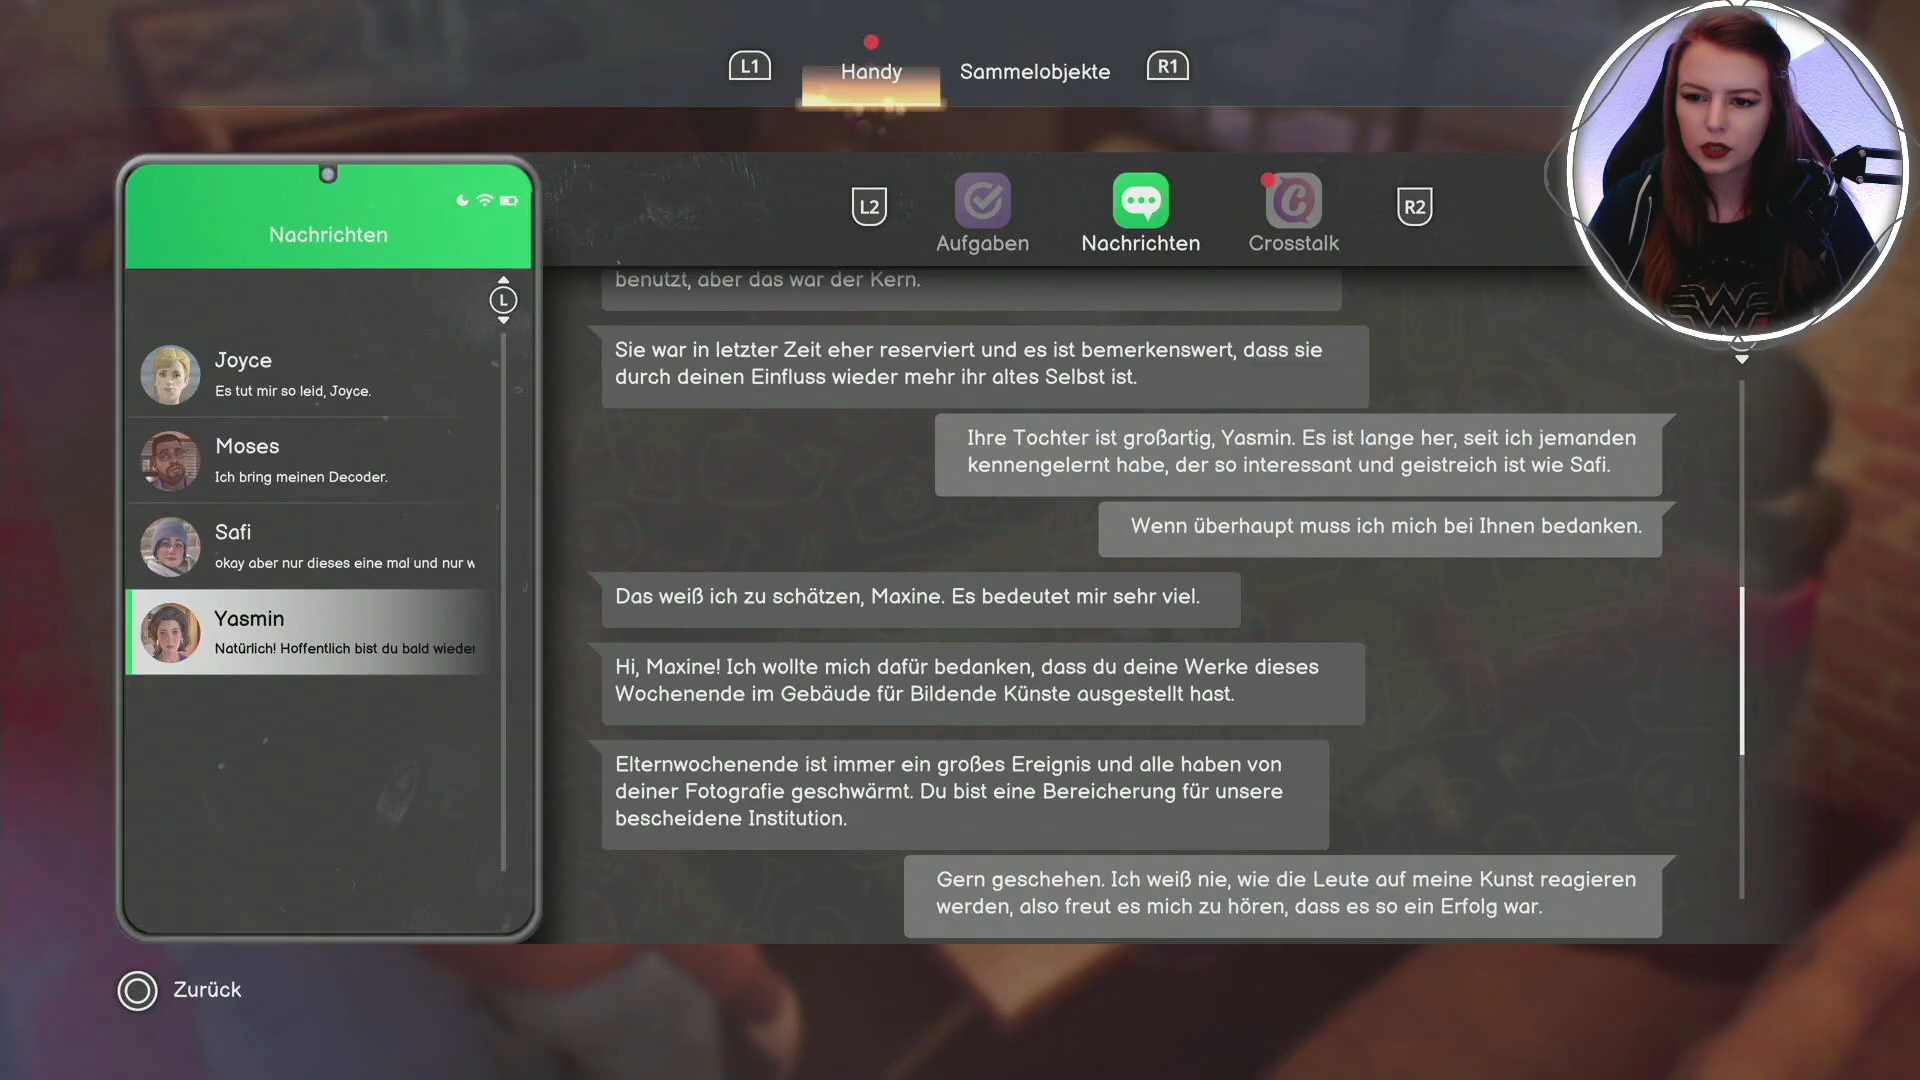 L1
Handy
Sammelobjekte
R1
Nachrichten
L2
Aufgaben
Nachrichten
Crosstalk
R2
L
Joyce
Es tut mir so leid, Joyce.
Moses
Ich bring meinen Decoder.
Safi
okay aber nur dieses eine mal und nur w
Yasmin
Natürlich! Hoffentlich bist du bald wieder
benutzt, aber das war der Kern.
Sie war in letzter Zeit eher reserviert und es ist bemerkenswert, dass sie
durch deinen Einfluss wieder mehr ihr altes Selbst ist.
Ihre Tochter ist großartig, Yasmin. Es ist lange her, seit ich jemanden
kennengelernt habe, der so interessant und geistreich ist wie Safi.
Wenn überhaupt muss ich mich bei Ihnen bedanken.
Das weiß ich zu schätzen, Maxine. Es bedeutet mir sehr viel.
Hi, Maxine! Ich wollte mich dafür bedanken, dass du deine Werke dieses
Wochenende im Gebäude für Bildende Künste ausgestellt hast.
Elternwochenende ist immer ein großes Ereignis und alle haben von
deiner Fotografie geschwärmt. Du bist eine Bereicherung für unsere
bescheidene Institution.
Gern geschehen. Ich weiß nie, wie die Leute auf meine Kunst reagieren
werden, also freut es mich zu hören, dass es so ein Erfolg war.
Zurück